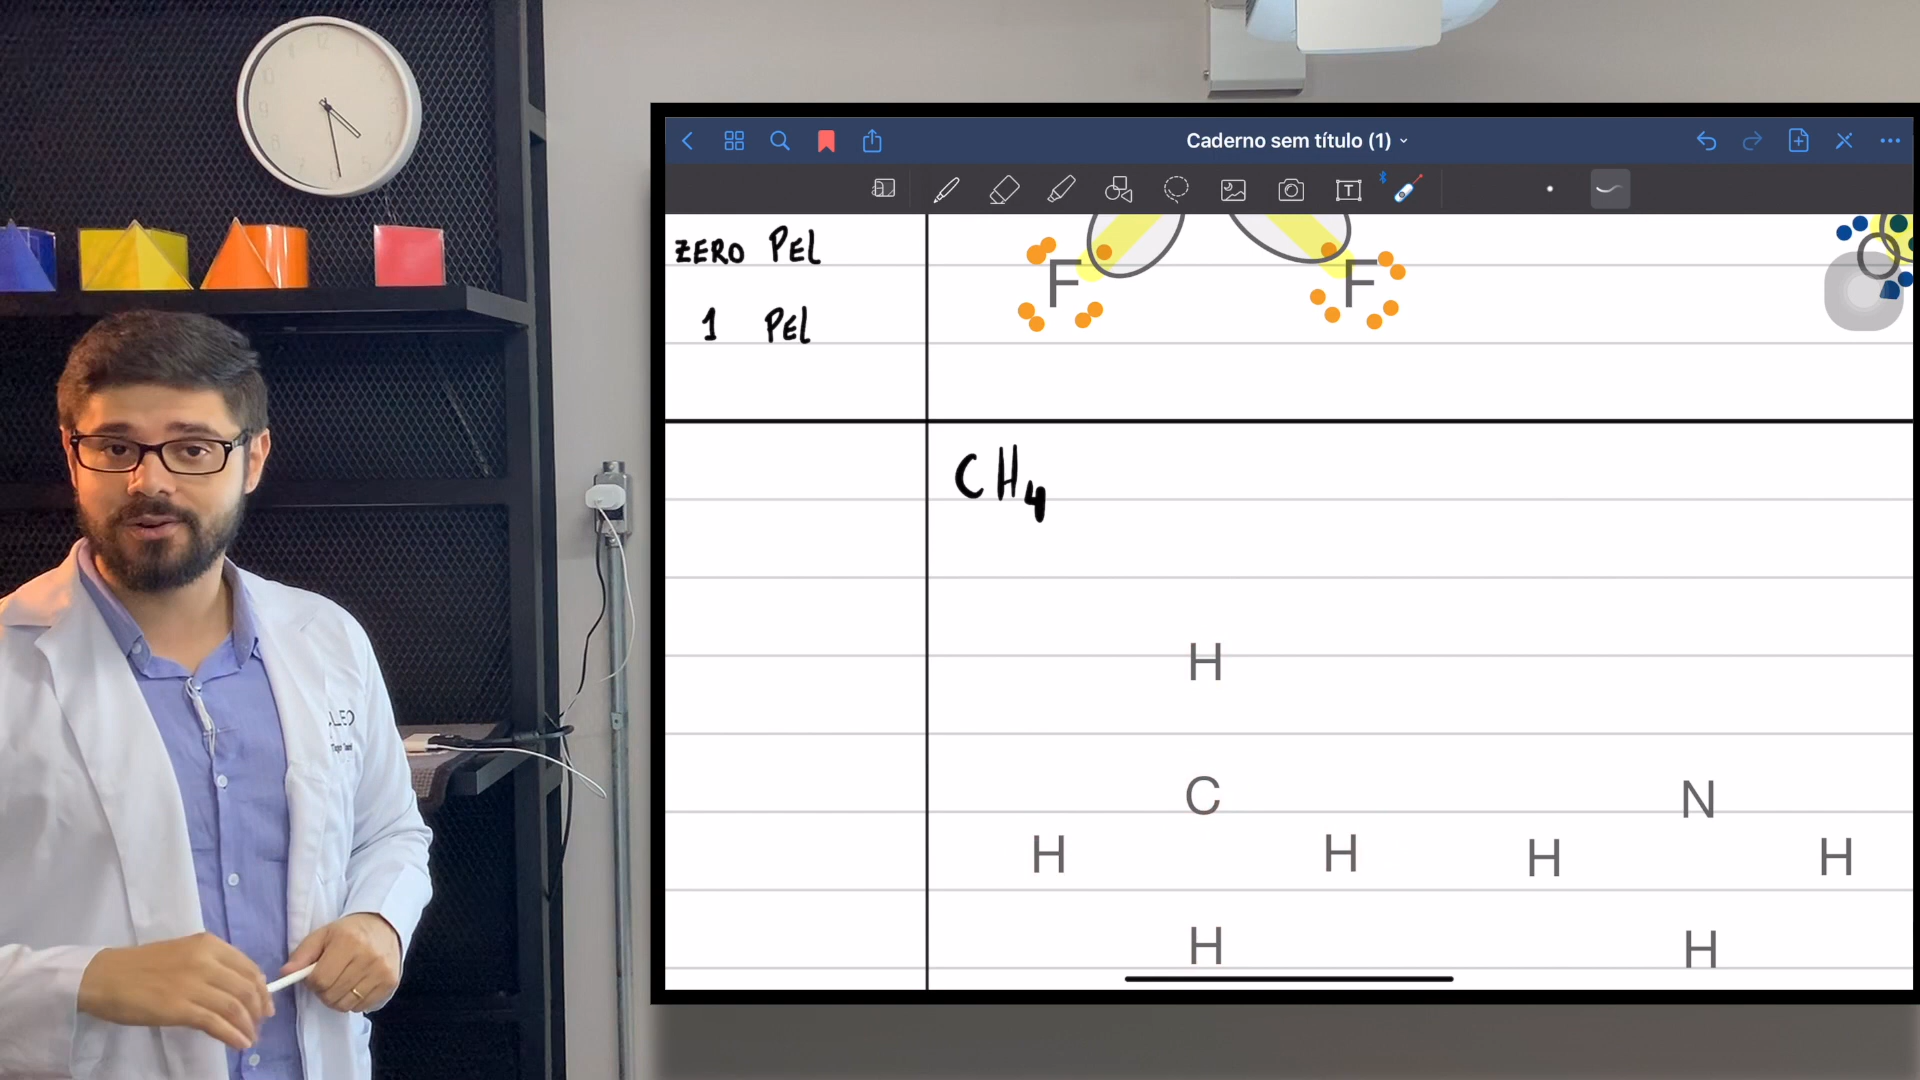 Caderno sem título (1)
T
ZERO PEL
1 PEL
F F
CH4
H
C N
H H H H
H H